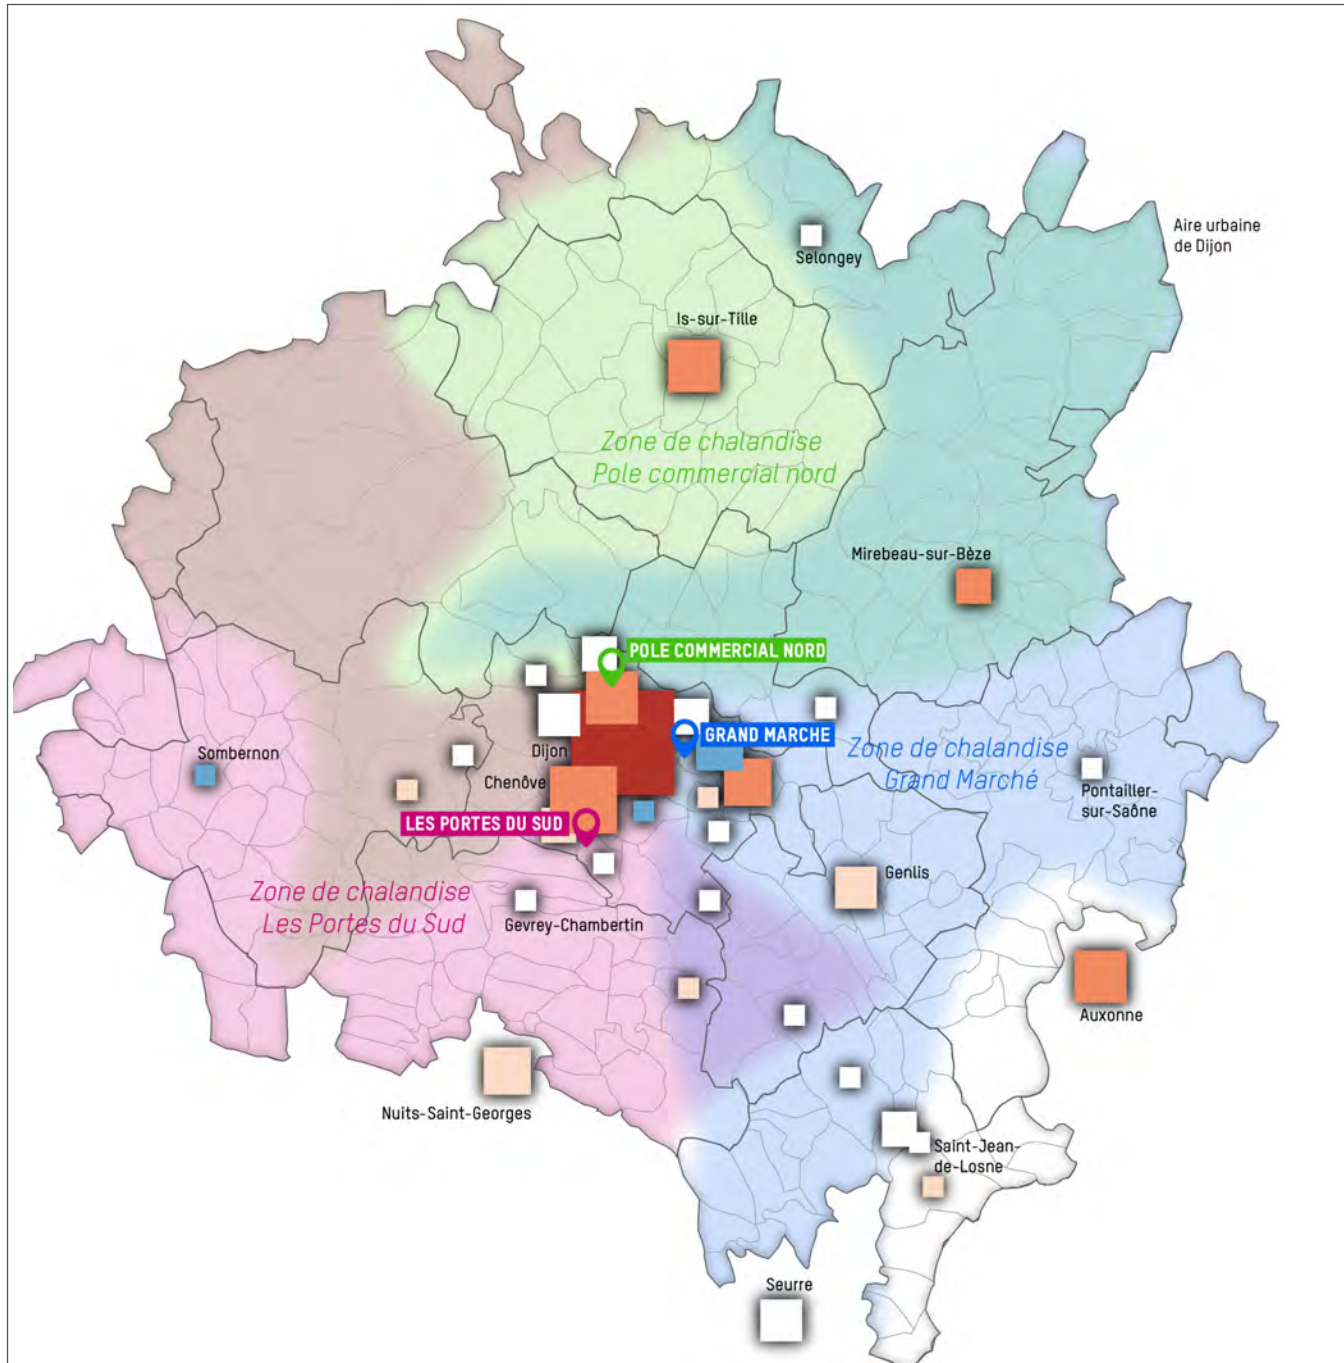 Aire urbaine
de Dijon
Selongey
Is-sur-Tille
Zone de chalandise
Pole commercial nord
Mirebeau-sur-Bèze
POLE COMMERCIAL NORD
GRAND MARCHE
Dijon
Zone de chalandise
Grand Marché
Sombernon
Chenôve
Pontailler-
sur-Saône
LES PORTES DU SUD
Genlis
Zone de chalandise
Les Portes du Sud
Gevrey-Chambertin
Auxonne
Nuits-Saint-Georges
Saint-Jean-
de-Losne
Seurre